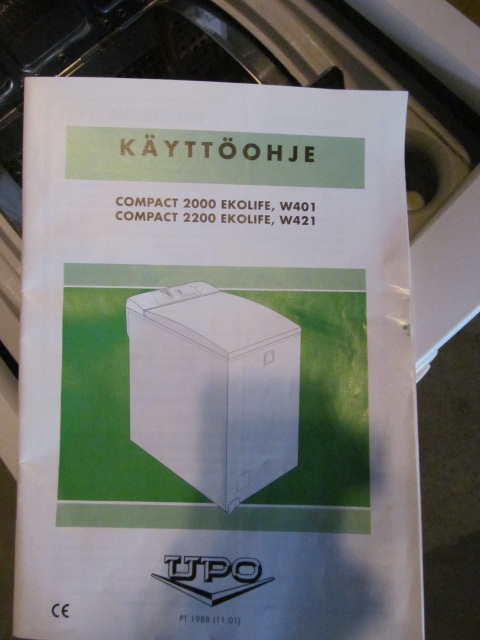 KÄYTTÖOHJE
COMPACT 2000 EKOLIFE, W401
COMPACT 2200 EKOLIFE, W421
UPO
CE
PT 1988 (11.01)